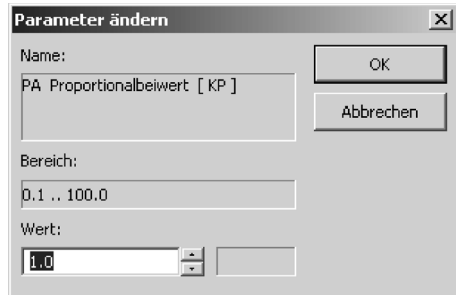 Parameter ändern
Name:
PA Proportionalbeiwert [ KP ]
OK
Abbrechen
Bereich:
0.1 .. 100.0
Wert:
1.0